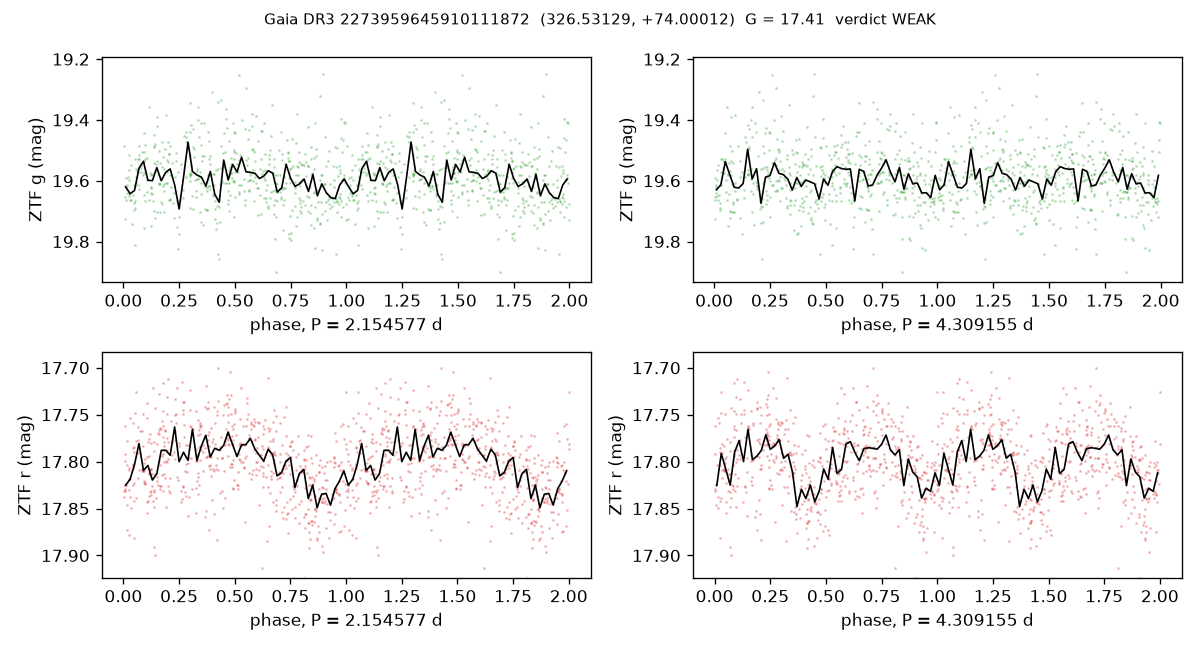 Gaia DR3 2273959645910111872  (326.53129, +74.00012)  G = 17.41  verdict WEAK
19.2
19.4
19.6
19.8
ZTF g (mag)
0.00 0.25 0.50 0.75 1.00 1.25 1.50 1.75 2.00
phase, P = 2.154577 d
19.2
19.4
19.6
19.8
ZTF g (mag)
0.00 0.25 0.50 0.75 1.00 1.25 1.50 1.75 2.00
phase, P = 4.309155 d
17.70
17.75
17.80
17.85
17.90
ZTF r (mag)
0.00 0.25 0.50 0.75 1.00 1.25 1.50 1.75 2.00
phase, P = 2.154577 d
17.70
17.75
17.80
17.85
17.90
ZTF r (mag)
0.00 0.25 0.50 0.75 1.00 1.25 1.50 1.75 2.00
phase, P = 4.309155 d